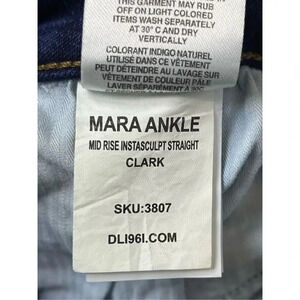 THIS GARMENT MAY RUB
OFF ON LIGHT COLORED
ITEMS WASH SEPARATELY
AT 30° C AND DRY
VERTICALLY
COLORANT INDIGO NATUREL
UTILISÉ DANS CE VÊTEMENT
PEUT DÉTEINDRE AU LAVAGE SUR
VÊTEMENT DE COULEUR PÂLE
LAVER SÉPARÉMENT À 30°C
MARA ANKLE
MID RISE INSTASCULPT STRAIGHT
CLARK
SKU:3807
DLI961.COM